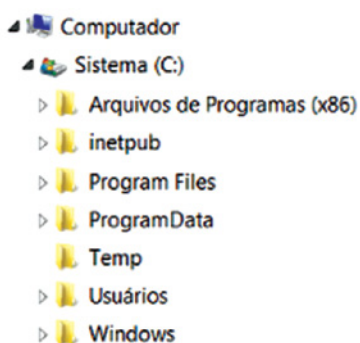 Computador
Sistema (C:)
Arquivos de Programas (x86)
inetpub
Program Files
ProgramData
Temp
Usuários
Windows